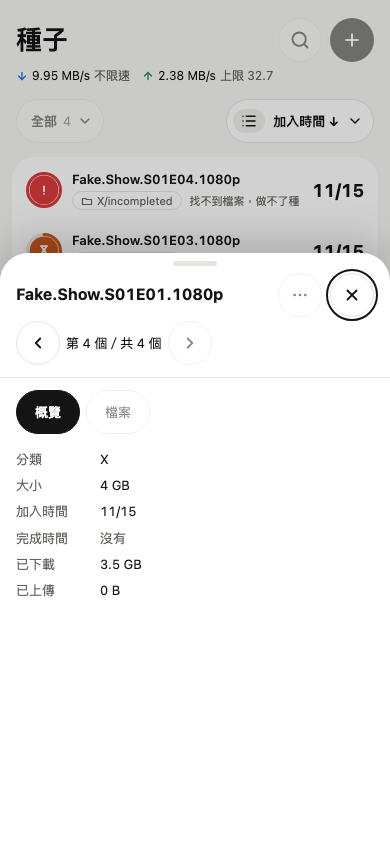 種子
9.95 MB/s 不限速 2.38 MB/s 上限 32.7
全部 4
加入時間
Fake.Show.S01E04.1080p
X/incompleted 找不到檔案，做不了種
11/15
Fake.Show.S01E03.1080p
11/15
Fake.Show.S01E01.1080p
第 4 個 / 共 4 個
概覽 檔案
分類 X
大小 4 GB
加入時間 11/15
完成時間 沒有
已下載 3.5 GB
已上傳 0 B